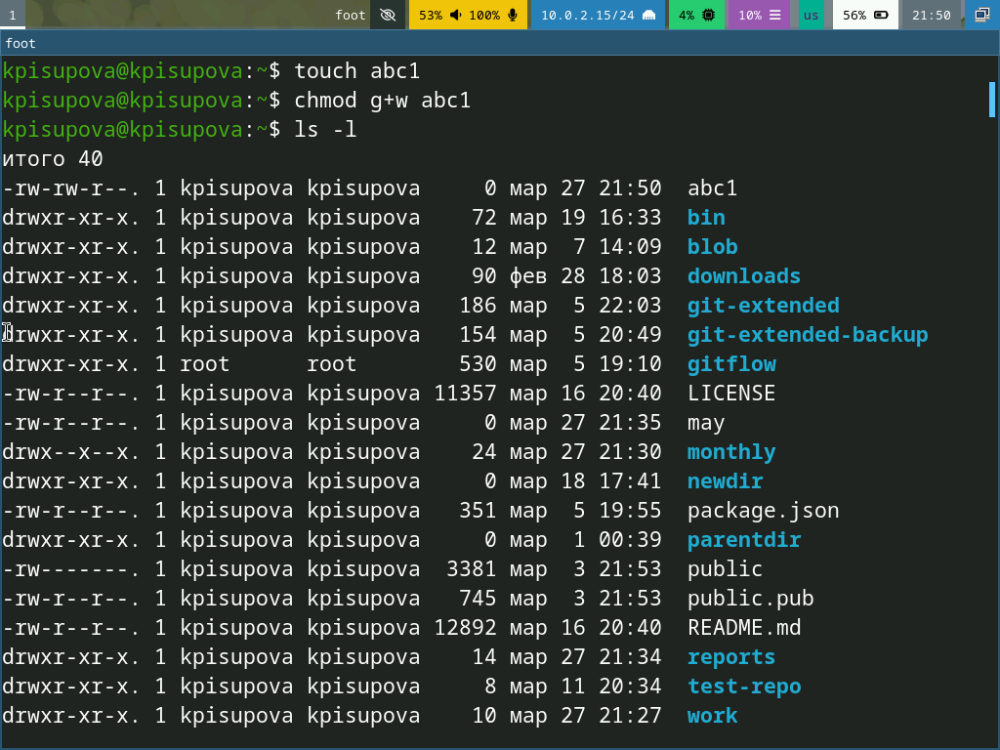 1 foot 53% 100% 10.0.2.15/24 4% 10% us 56% 21:50
foot
kpisupova@kpisupova:~$ touch abc1
kpisupova@kpisupova:~$ chmod g+w abc1
kpisupova@kpisupova:~$ ls -l
итого 40
-rw-rw-r--. 1 kpisupova kpisupova     0 мар 27 21:50  abc1
drwxr-xr-x. 1 kpisupova kpisupova    72 мар 19 16:33  bin
drwxr-xr-x. 1 kpisupova kpisupova    12 мар  7 14:09  blob
drwxr-xr-x. 1 kpisupova kpisupova    90 фев 28 18:03  downloads
drwxr-xr-x. 1 kpisupova kpisupova   186 мар  5 22:03  git-extended
drwxr-xr-x. 1 kpisupova kpisupova   154 мар  5 20:49  git-extended-backup
drwxr-xr-x. 1 root      root        530 мар  5 19:10  gitflow
-rw-r--r--. 1 kpisupova kpisupova 11357 мар 16 20:40  LICENSE
-rw-r--r--. 1 kpisupova kpisupova     0 мар 27 21:35  may
drwx--x--x. 1 kpisupova kpisupova    24 мар 27 21:30  monthly
drwxr-xr-x. 1 kpisupova kpisupova     0 мар 18 17:41  newdir
-rw-r--r--. 1 kpisupova kpisupova   351 мар  5 19:55  package.json
drwxr-xr-x. 1 kpisupova kpisupova     0 мар  1 00:39  parentdir
-rw-------. 1 kpisupova kpisupova  3381 мар  3 21:53  public
-rw-r--r--. 1 kpisupova kpisupova   745 мар  3 21:53  public.pub
-rw-r--r--. 1 kpisupova kpisupova 12892 мар 16 20:40  README.md
drwxr-xr-x. 1 kpisupova kpisupova    14 мар 27 21:34  reports
drwxr-xr-x. 1 kpisupova kpisupova     8 мар 11 20:34  test-repo
drwxr-xr-x. 1 kpisupova kpisupova    10 мар 27 21:27  work